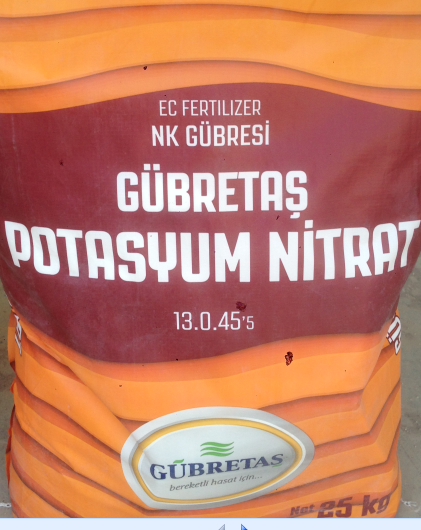 EC FERTILIZER
NK GÜBRESİ
GÜBRETAŞ
POTASYUM NİTRAT
13.0.45'5
GÜBRETAŞ
bereketli hasat için...
Net 25 kg